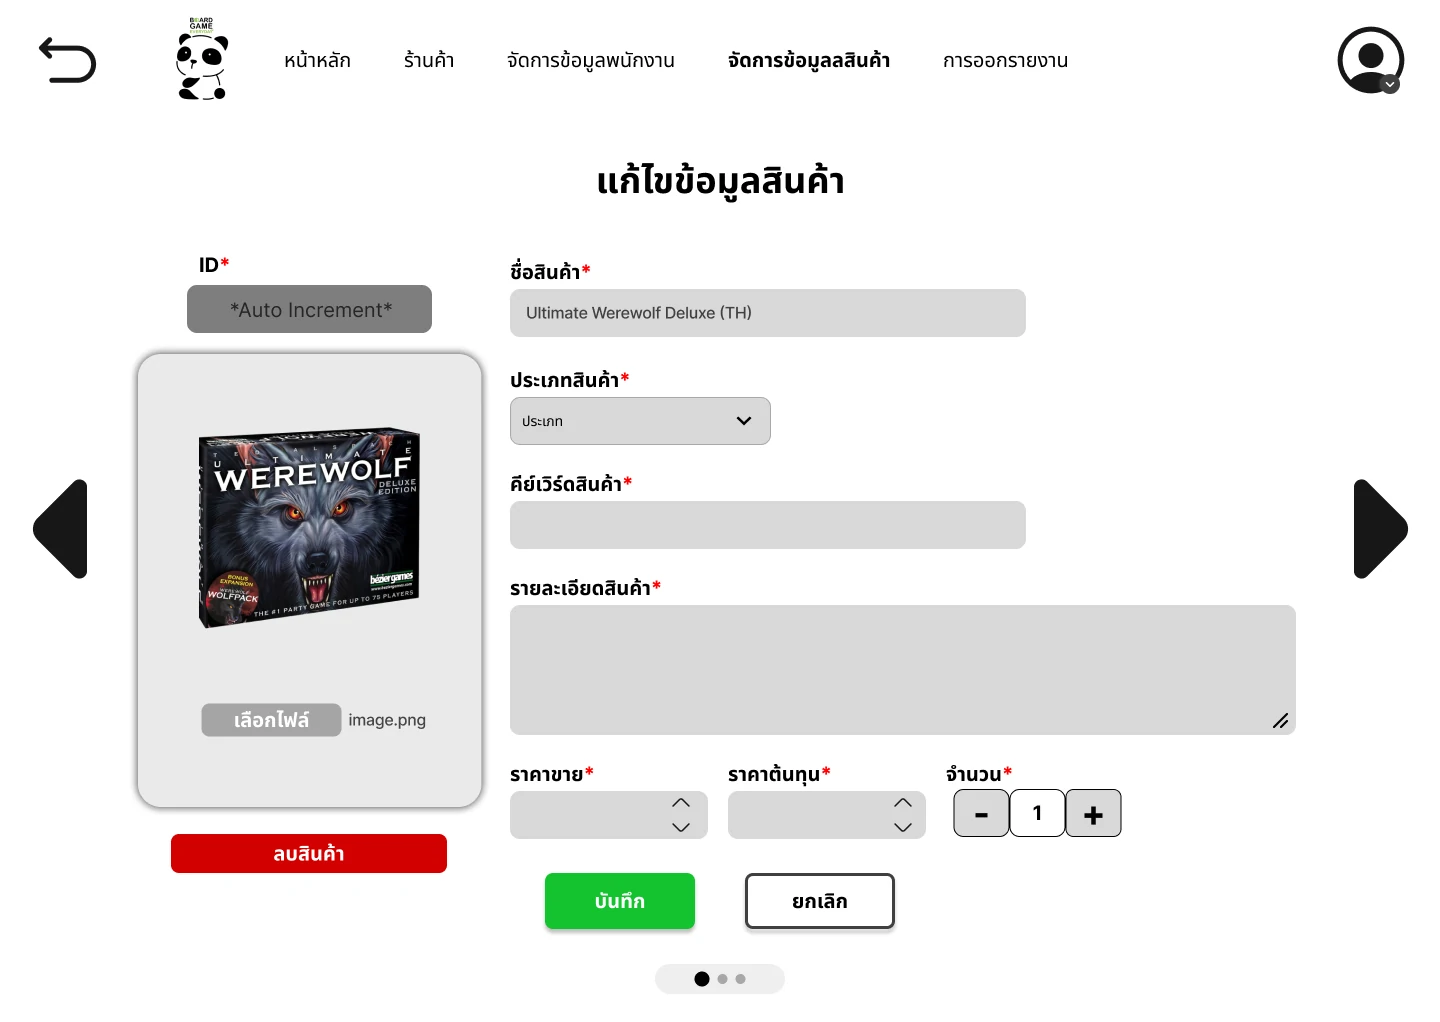 BOARD
GAME
EVERYDAY
หน้าหลัก
ร้านค้า
จัดการข้อมูลพนักงาน
จัดการข้อมูลลสินค้า
การออกรายงาน
แก้ไขข้อมูลสินค้า
ID*
*Auto Increment*
TED ALSPACH
ULTIMATE
WEREWOLF
DELUXE
EDITION
BONUS
EXPANSION
WEREWOLF
WOLFPACK
béziergames
www.beziergames.com
THE #1 PARTY GAME FOR UP TO 75 PLAYERS
เลือกไฟล์ image.png
ลบสินค้า
ชื่อสินค้า*
Ultimate Werewolf Deluxe (TH)
ประเภทสินค้า*
ประเภท
คีย์เวิร์ดสินค้า*
รายละเอียดสินค้า*
ราคาขาย* ราคาต้นทุน* จำนวน*
- 1 +
บันทึก ยกเลิก